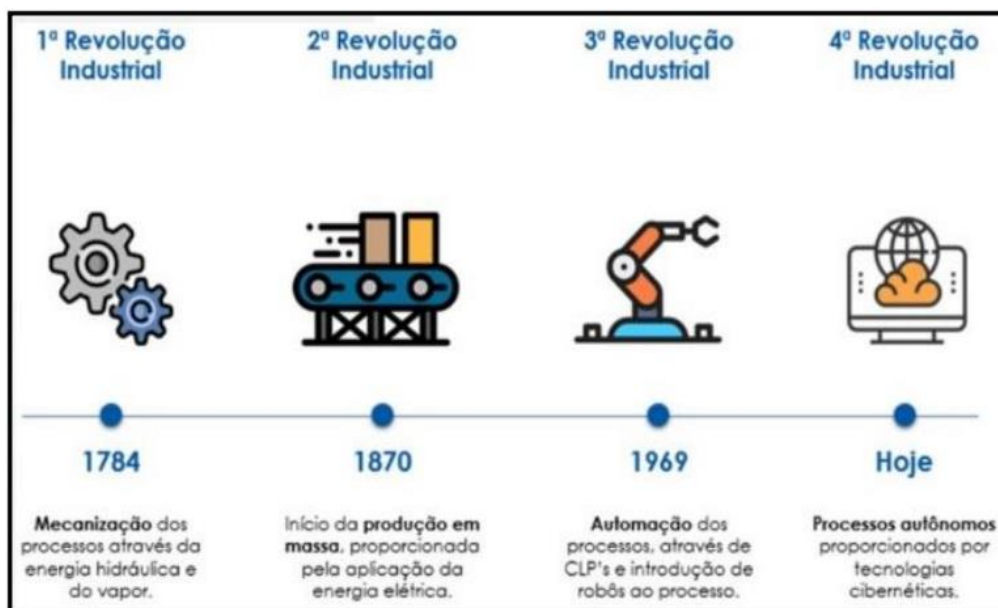 1ª Revolução
Industrial
2ª Revolução
Industrial
3ª Revolução
Industrial
4ª Revolução
Industrial
1784
1870
1969
Hoje
Mecanização dos
processos através da
energia hidráulica e
do vapor.
Início da produção em
massa, proporcionada
pela aplicação da
energia elétrica.
Automação dos
processos, através de
CLP's e introdução de
robôs ao processo.
Processos autônomos
proporcionados por
tecnologias
cibernéticas.